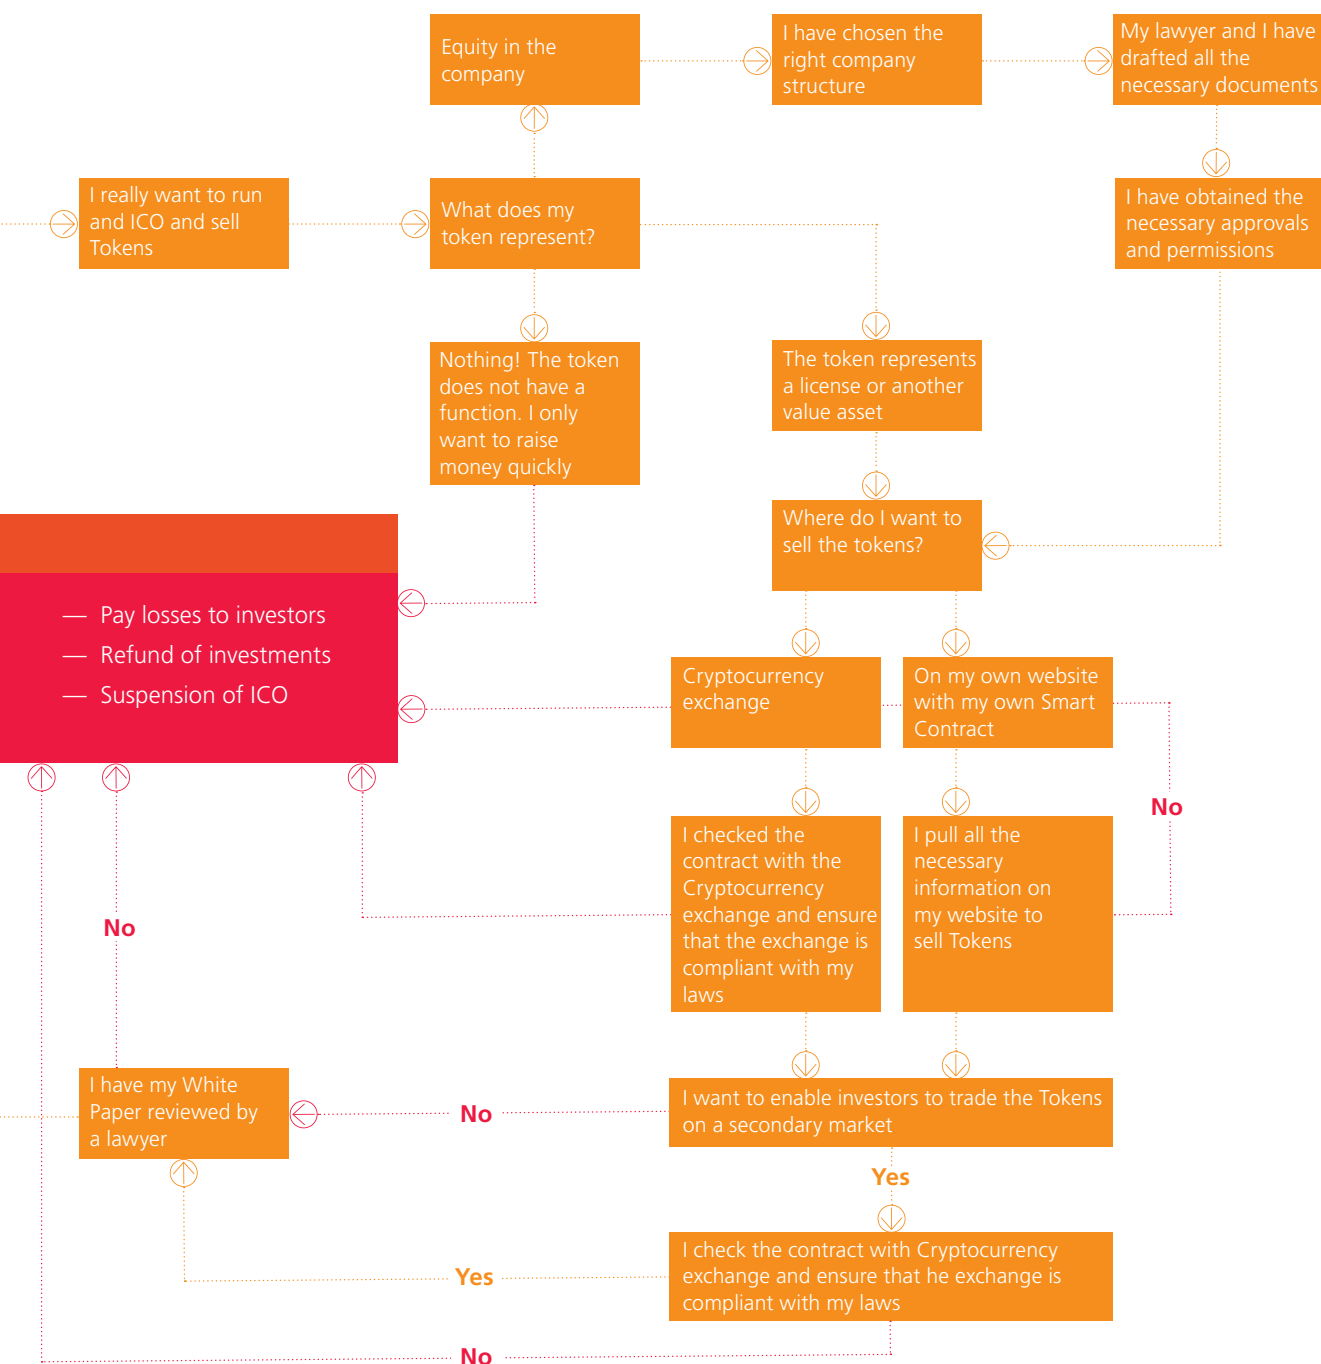 Equity in the
company
I have chosen the
right company
structure
My lawyer and I have
drafted all the
necessary documents
I really want to run
and ICO and sell
Tokens
What does my
token represent?
I have obtained the
necessary approvals
and permissions
Nothing! The token
does not have a
function. I only
want to raise
money quickly
The token represents
a license or another
value asset
Where do I want to
sell the tokens?
— Pay losses to investors
— Refund of investments
— Suspension of ICO
Cryptocurrency
exchange
On my own website
with my own Smart
Contract
No
I checked the
contract with the
Cryptocurrency
exchange and ensure
that the exchange is
compliant with my
laws
I pull all the
necessary
information on
my website to
sell Tokens
No
I have my White
Paper reviewed by
a lawyer
No
I want to enable investors to trade the Tokens
on a secondary market
Yes
I check the contract with Cryptocurrency
exchange and ensure that he exchange is
compliant with my laws
Yes
No